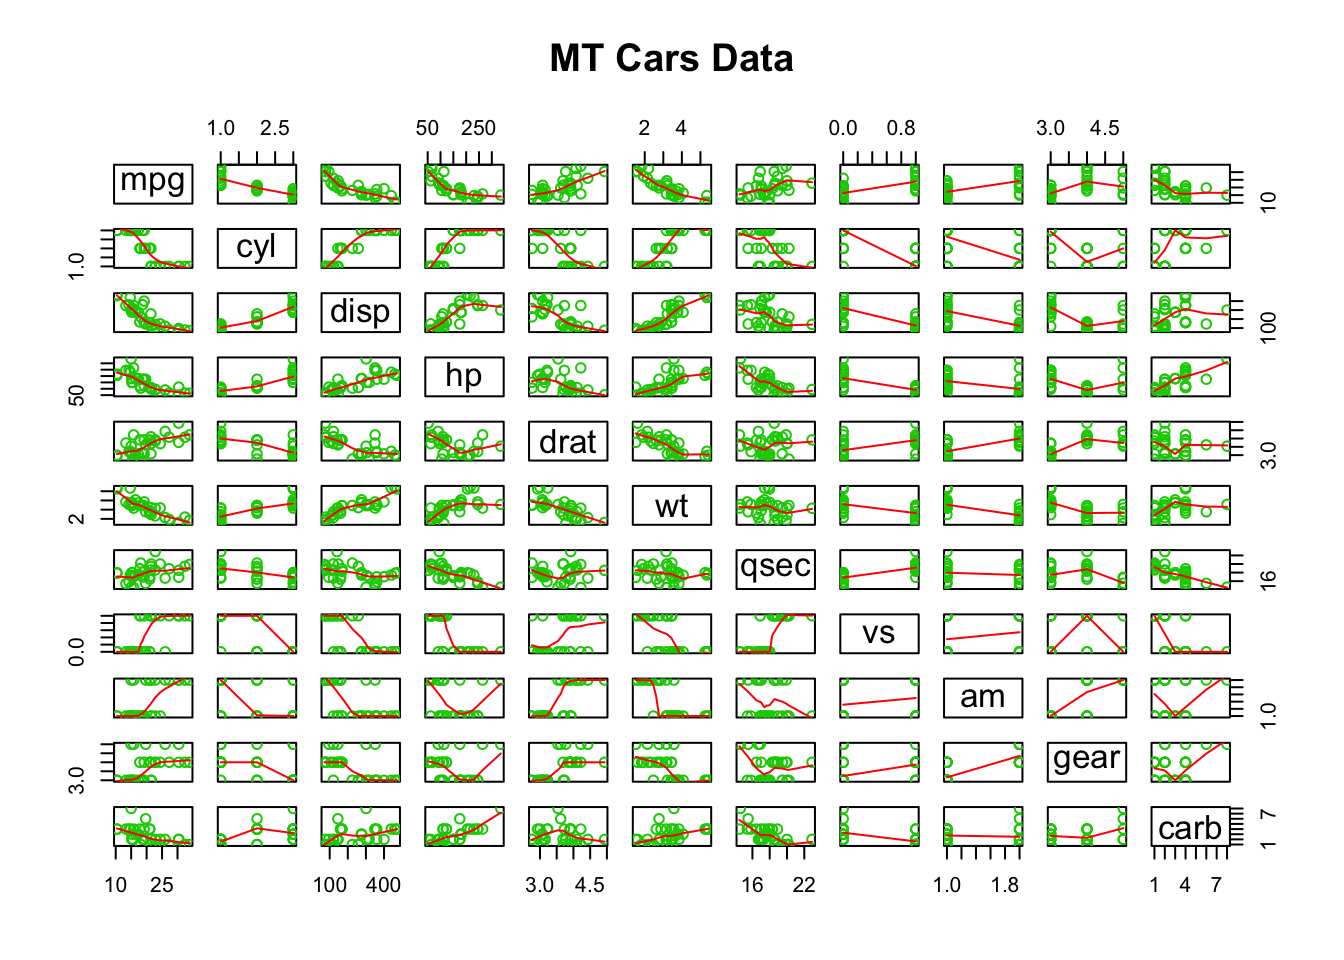 MT Cars Data
1.0 2.5 50 250 2 4 0.0 0.8 3.0 4.5
mpg 10
1.0 cyl
disp 100
50 hp
drat 3.0
2 wt
qsec 16
0.0 vs
am 1.0
3.0 gear
carb 1 7
10 25 100 400 3.0 4.5 16 22 1.0 1.8 1 4 7